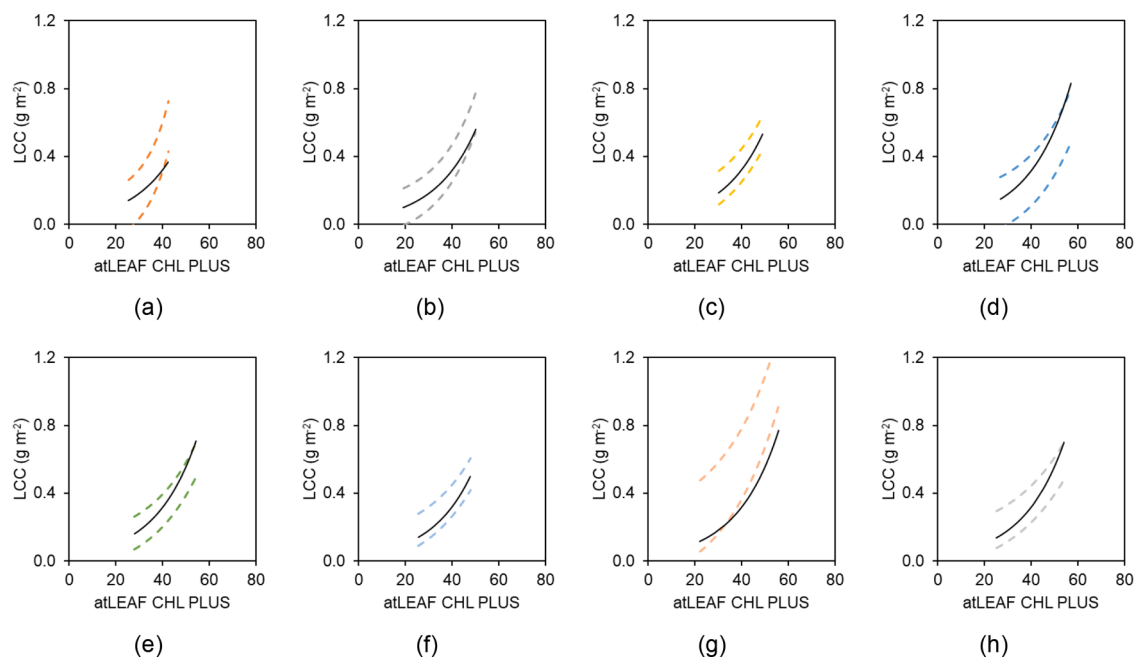 1.2 1.2 1.2 1.2
0.8 0.8 0.8 0.8
LCC (g m-2) LCC (g m-2) LCC (g m-2) LCC (g m-2)
0.4 0.4 0.4 0.4
0.0 0.0 0.0 0.0
0 20 40 60 80 0 20 40 60 80 0 20 40 60 80 0 20 40 60 80
atLEAF CHL PLUS atLEAF CHL PLUS atLEAF CHL PLUS atLEAF CHL PLUS
(a) (b) (c) (d)
1.2 1.2 1.2 1.2
0.8 0.8 0.8 0.8
LCC (g m-2) LCC (g m-2) LCC (g m-2) LCC (g m-2)
0.4 0.4 0.4 0.4
0.0 0.0 0.0 0.0
0 20 40 60 80 0 20 40 60 80 0 20 40 60 80 0 20 40 60 80
atLEAF CHL PLUS atLEAF CHL PLUS atLEAF CHL PLUS atLEAF CHL PLUS
(e) (f) (g) (h)